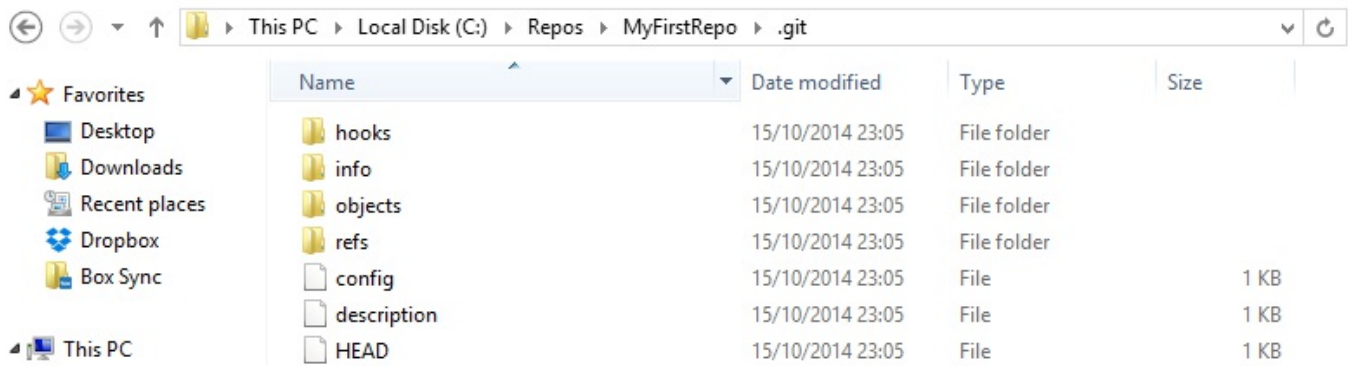 This PC Local Disk (C:) Repos MyFirstRepo .git
Name Date modified Type Size
Favorites
Desktop
Downloads
Recent places
Dropbox
Box Sync
This PC
hooks 15/10/2014 23:05 File folder
info 15/10/2014 23:05 File folder
objects 15/10/2014 23:05 File folder
refs 15/10/2014 23:05 File folder
config 15/10/2014 23:05 File 1 KB
description 15/10/2014 23:05 File 1 KB
HEAD 15/10/2014 23:05 File 1 KB